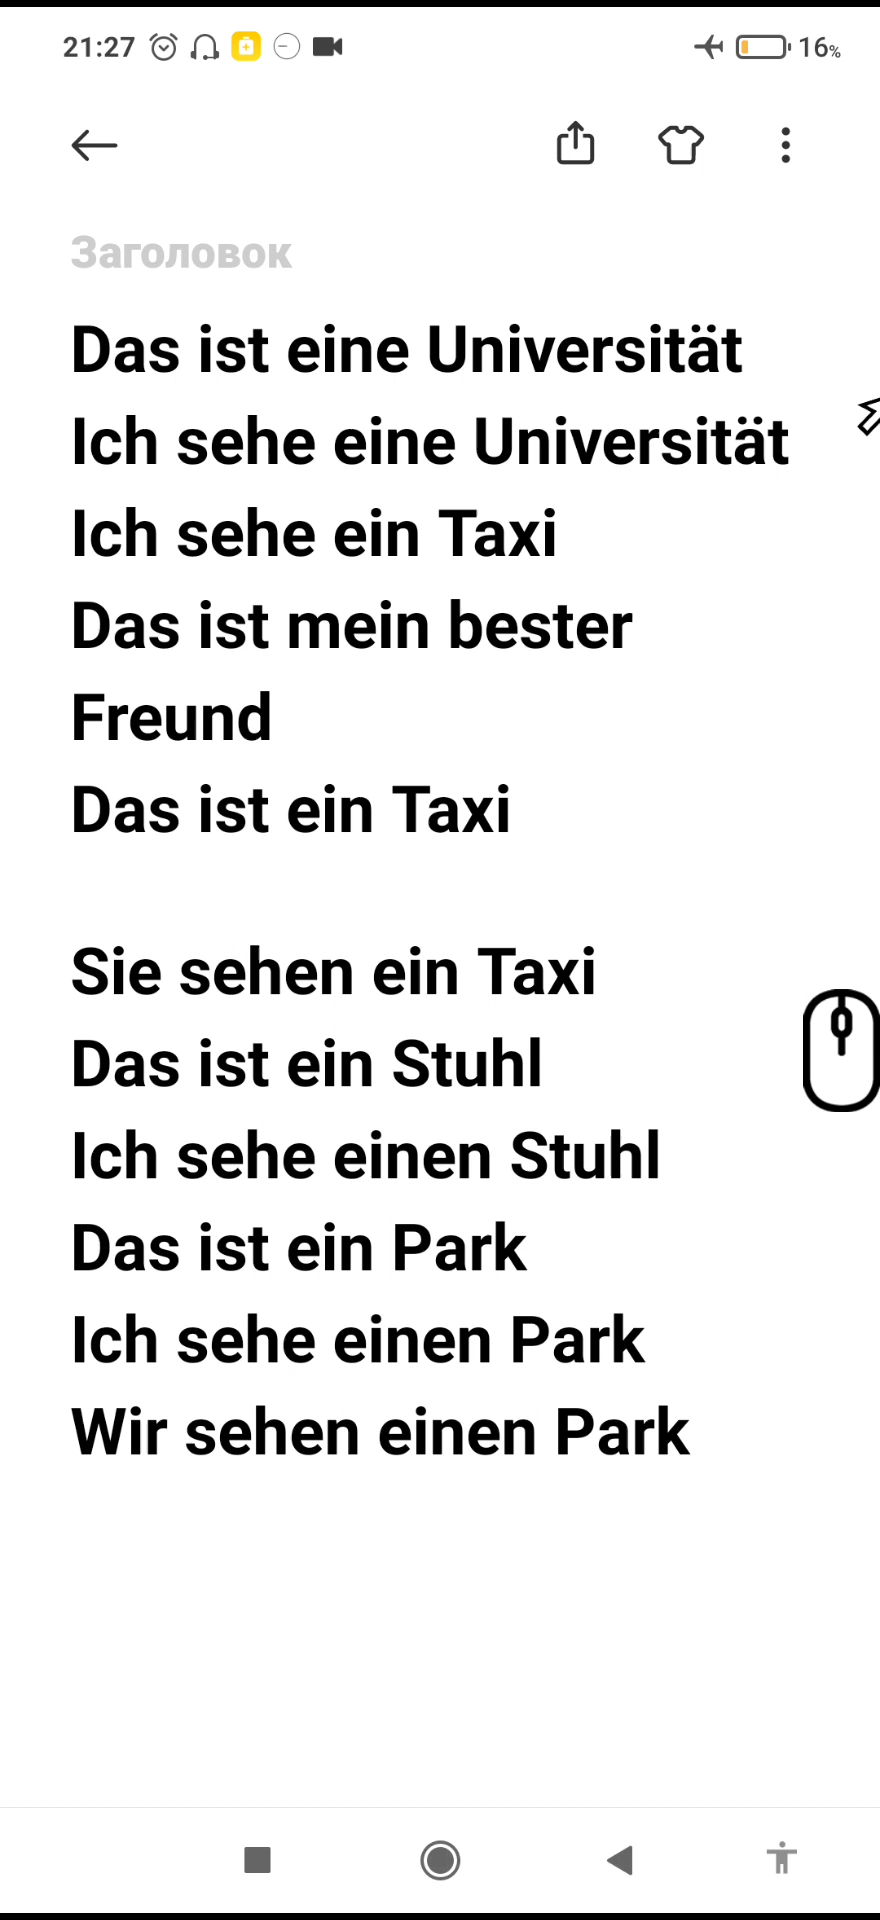 21:27 16%
Заголовок
Das ist eine Universität
Ich sehe eine Universität
Ich sehe ein Taxi
Das ist mein bester
Freund
Das ist ein Taxi
Sie sehen ein Taxi
Das ist ein Stuhl
Ich sehe einen Stuhl
Das ist ein Park
Ich sehe einen Park
Wir sehen einen Park